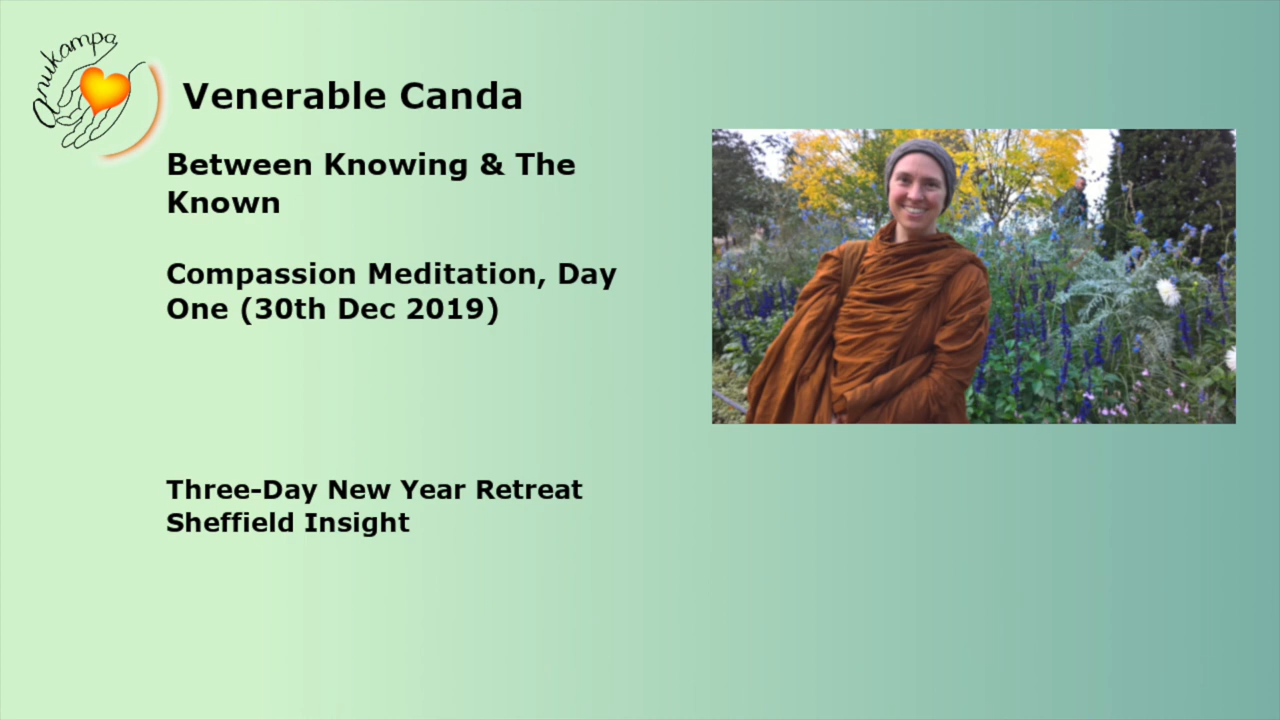 Anukampa
Venerable Canda
Between Knowing & The
Known
Compassion Meditation, Day
One (30th Dec 2019)
Three-Day New Year Retreat
Sheffield Insight